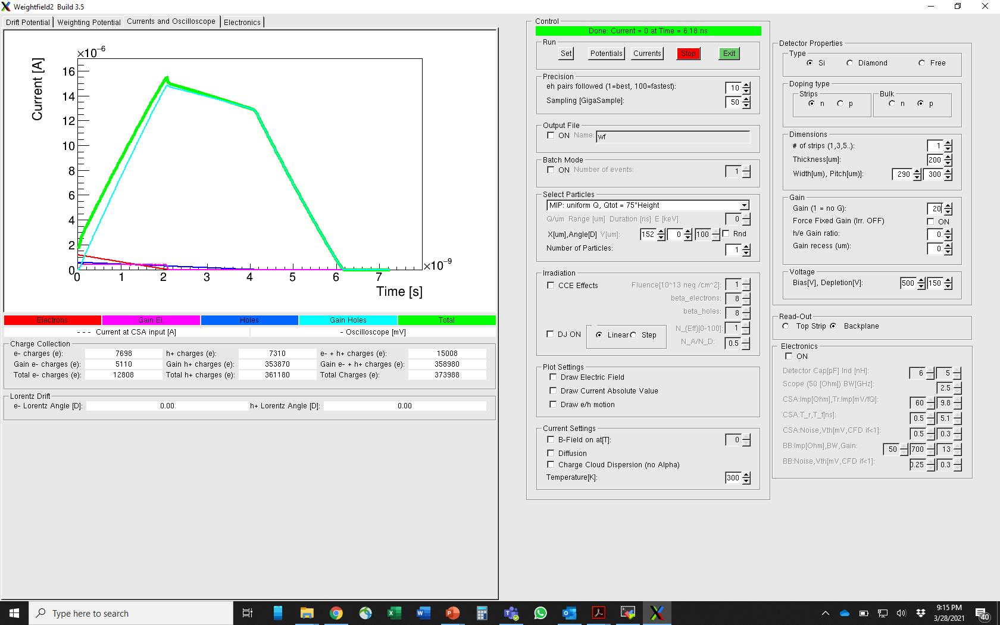 Weightfield2 Build 3.5
Drift Potential
Weighting Potential
Currents and Oscilloscope
Electronics
×10⁻⁶
Current [A]
16
14
12
10
8
6
4
2
0
0 1 2 3 4 5 6 7
×10⁻⁹
Time [s]
Electrons
Gain El.
Holes
Gain Holes
Total
--- Current at CSA input [A]
- Oscilloscope [mV]
Charge Collection
e- charges (e): 7698 h+ charges (e): 7310 e- + h+ charges (e): 15008
Gain e- charges (e): 5110 Gain h+ charges (e): 353870 Gain e- + h+ charges (e): 358980
Total e- charges (e): 12808 Total h+ charges (e): 361180 Total Charges (e): 373988
Lorentz Drift
e- Lorentz Angle [D]: 0.00 h+ Lorentz Angle [D]: 0.00
Control
Done: Current = 0 at Time = 6.18 ns
Run
Set Potentials Currents Stop Exit
Precision
eh pairs followed (1=best, 100=fastest): 10
Sampling [GigaSample]: 50
Output File
ON Name: wf
Batch Mode
ON Number of events: 1
Select Particles
MIP: uniform Q, Qtot = 75*Height
Q/um Range [um] Duration [ns] E [keV] 0
X[um],Angle[D] Y[um]: 152 0 100 Rnd
Number of Particles: 1
Irradiation
CCE Effects Fluence[10^13 neq /cm^2]: 1
beta_electrons: 8
beta_holes: 8
DJ ON Linear Step N_{Eff}[0-100]: 1
N_A/N_D: 0.5
Plot Settings
Draw Electric Field
Draw Current Absolute Value
Draw e/h motion
Current Settings
B-Field on at[T]: 0
Diffusion
Charge Cloud Dispersion (no Alpha)
Temperature[K]: 300
Detector Properties
Type
Si Diamond Free
Doping type
Strips Bulk
n p n p
Dimensions
# of strips (1,3,5..): 1
Thickness[um]: 200
Width[um), Pitch[um)]: 290 300
Gain
Gain (1 = no G): 20
Force Fixed Gain (Irr. OFF) ON
h/e Gain ratio: 0
Gain recess (um): 0
Voltage
Bias[V], Depletion[V]: 500 150
Read-Out
Top Strip Backplane
Electronics
ON
Detector Cap[pF] Ind [nH]: 6 5
Scope (50 [Ohm]) BW[GHz]: 2.5
CSA:Imp[Ohm],Tr.Imp[mV/fQ]: 60 9.8
CSA:T_r,T_f[ns]: 0.5 5.1
CSA:Noise,Vth[mV,CFD if<1]: 0.5 0.3
BB:Imp[Ohm],BW,Gain: 50 700 13
BB:Noise,Vth[mV,CFD if<1]: 0.25 0.3
Type here to search
9:15 PM
3/28/2021
40